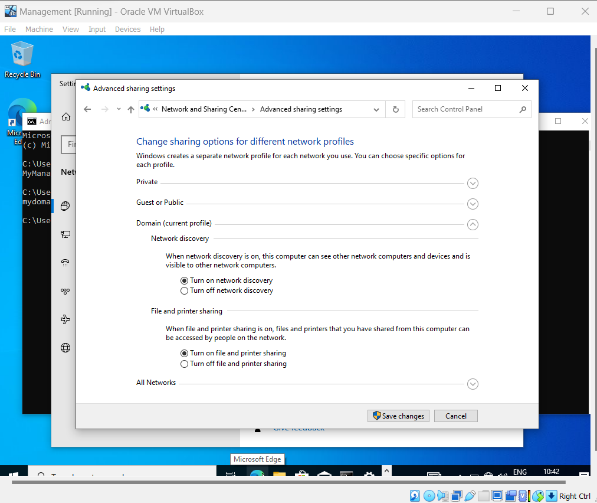 Management [Running] - Oracle VM VirtualBox
File Machine View Input Devices Help
Recycle Bin
Settin
Advanced sharing settings
Network and Sharing Cen... > Advanced sharing settings
Search Control Panel
Adr
Micros
(c) Mi
Fin
C:\Use
MyMana
Net
C:\Use
mydoma
C:\Use
Change sharing options for different network profiles
Windows creates a separate network profile for each network you use. You can choose specific options for
each profile.
Private
Guest or Public
Domain (current profile)
Network discovery
When network discovery is on, this computer can see other network computers and devices and is
visible to other network computers.
Turn on network discovery
Turn off network discovery
File and printer sharing
When file and printer sharing is on, files and printers that you have shared from this computer can
be accessed by people on the network.
Turn on file and printer sharing
Turn off file and printer sharing
All Networks
Save changes
Cancel
Give feedback
Microsoft Edge
ENG
10:42
Right Ctrl